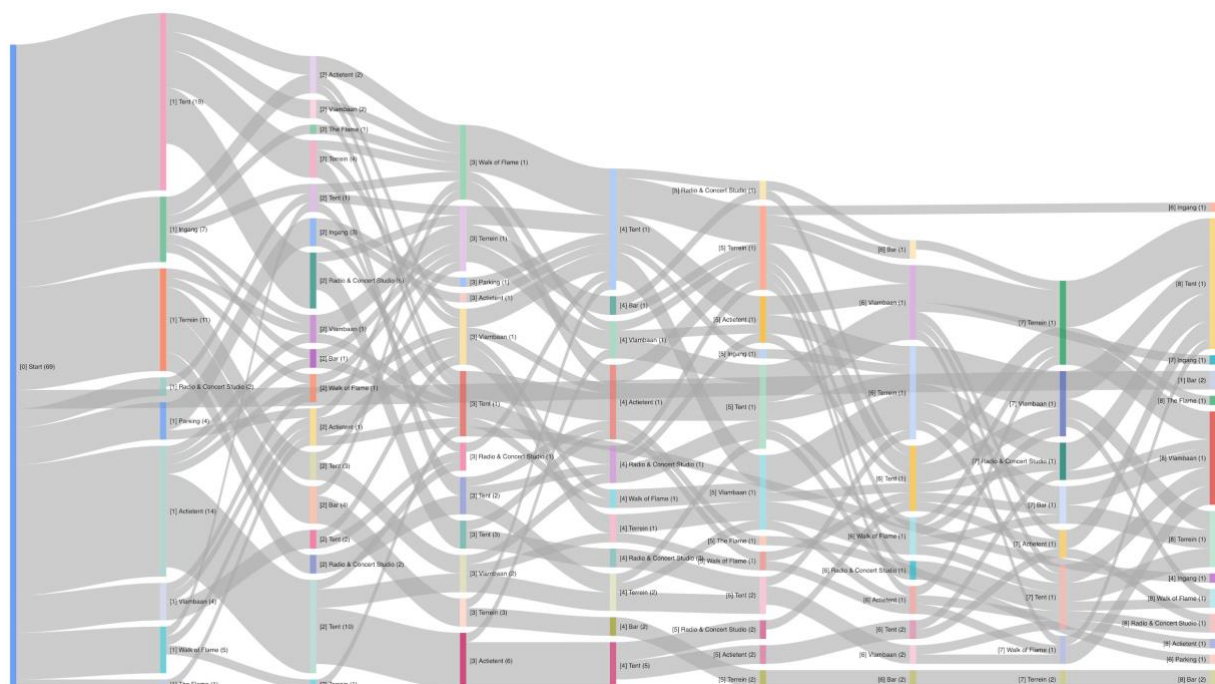 [0] Start (69)
[1] Tent (19)
[1] Ingang (7)
[1] Terrein (11)
[1] Radio & Concert Studio (2)
[1] Parking (4)
[1] Actietent (14)
[1] Vlambaan (4)
[1] Walk of Flame (5)
[2] Actietent (2)
[2] Vlambaan (2)
[2] The Flame (1)
[2] Terrein (4)
[2] Tent (1)
[2] Ingang (3)
[2] Radio & Concert Studio
[2] Vlambaan (1)
[2] Bar (1)
[2] Walk of Flame (1)
[2] Actietent (1)
[2] Tent (3)
[2] Bar (4)
[2] Tent (2)
[2] Radio & Concert Studio (2)
[2] Tent (10)
[3] Walk of Flame (1)
[3] Terrein (1)
[3] Parking (1)
[3] Actietent (1)
[3] Vlambaan (1)
[3] Tent (1)
[3] Radio & Concert Studio (1)
[3] Tent (2)
[3] Tent (3)
[3] Vlambaan (3)
[3] Terrein (3)
[3] Actietent (6)
[4] Tent (1)
[4] Bar (1)
[4] Vlambaan (1)
[4] Actietent (1)
[4] Radio & Concert Studio (1)
[4] Walk of Flame (1)
[4] Terrein (1)
[4] Radio & Concert Studio
[4] Terrein (2)
[4] Bar (2)
[4] Tent (5)
[5] Radio & Concert Studio (1)
[5] Terrein (1)
[5] Actietent (1)
[5] Ingang (1)
[5] Tent (1)
[5] Vlambaan (1)
[5] The Flame (1)
[5] Walk of Flame (1)
[5] Tent (2)
[5] Radio & Concert Studio (2)
[5] Actietent (2)
[5] Terrein (2)
[6] Bar (1)
[6] Vlambaan (1)
[6] Terrein (1)
[6] Tent (1)
[6] Walk of Flame (1)
[6] Radio & Concert Studio (1)
[6] Actietent (1)
[6] Tent (2)
[6] Vlambaan (2)
[6] Bar (2)
[7] Terrein (1)
[7] Vlambaan (1)
[7] Radio & Concert Studio (1)
[7] Bar (1)
[7] Actietent (1)
[7] Tent (1)
[7] Walk of Flame (1)
[7] Terrein (2)
[6] Ingang (1)
[8] Tent (1)
[7] Ingang (1)
[1] Bar (2)
[8] The Flame (1)
[8] Vlambaan (1)
[8] Terrein (1)
[4] Ingang (1)
[8] Walk of Flame (1)
[8] Radio & Concert Studio (1)
[8] Actietent (1)
[6] Parking (1)
[8] Bar (2)